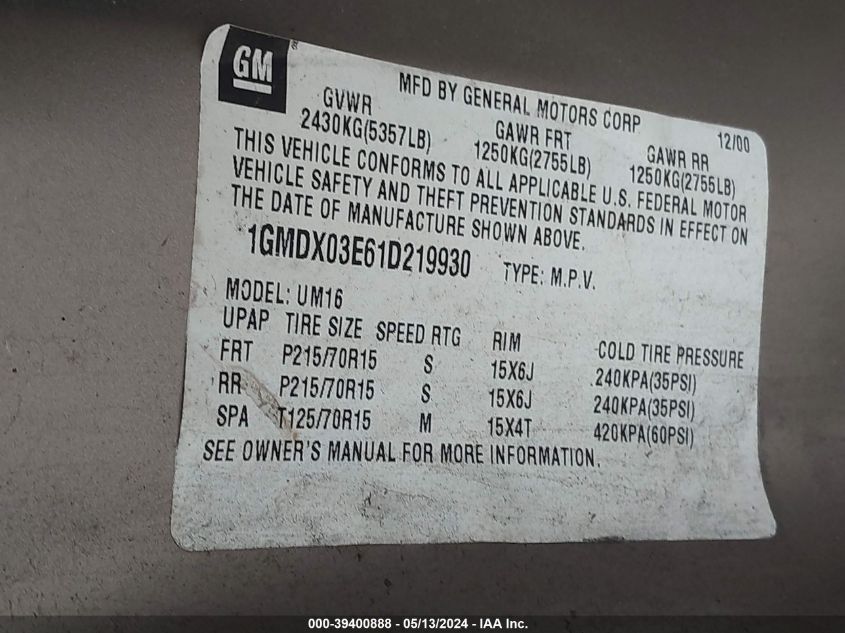 GM
MFD BY GENERAL MOTORS CORP 12/00
GVWR GAWR FRT GAWR RR
2430KG(5357LB) 1250KG(2755LB) 1250KG(2755LB)
THIS VEHICLE CONFORMS TO ALL APPLICABLE U.S. FEDERAL MOTOR
VEHICLE SAFETY AND THEFT PREVENTION STANDARDS IN EFFECT ON
THE DATE OF MANUFACTURE SHOWN ABOVE.
1GMDX03E61D219930 TYPE: M.P.V.
MODEL: UM16
UPAP TIRE SIZE SPEED RTG RIM COLD TIRE PRESSURE
FRT P215/70R15 S 15X6J 240KPA(35PSI)
RR P215/70R15 S 15X6J 240KPA(35PSI)
SPA T125/70R15 M 15X4T 420KPA(60PSI)
SEE OWNER'S MANUAL FOR MORE INFORMATION.
000-39400888 - 05/13/2024 - IAA Inc.